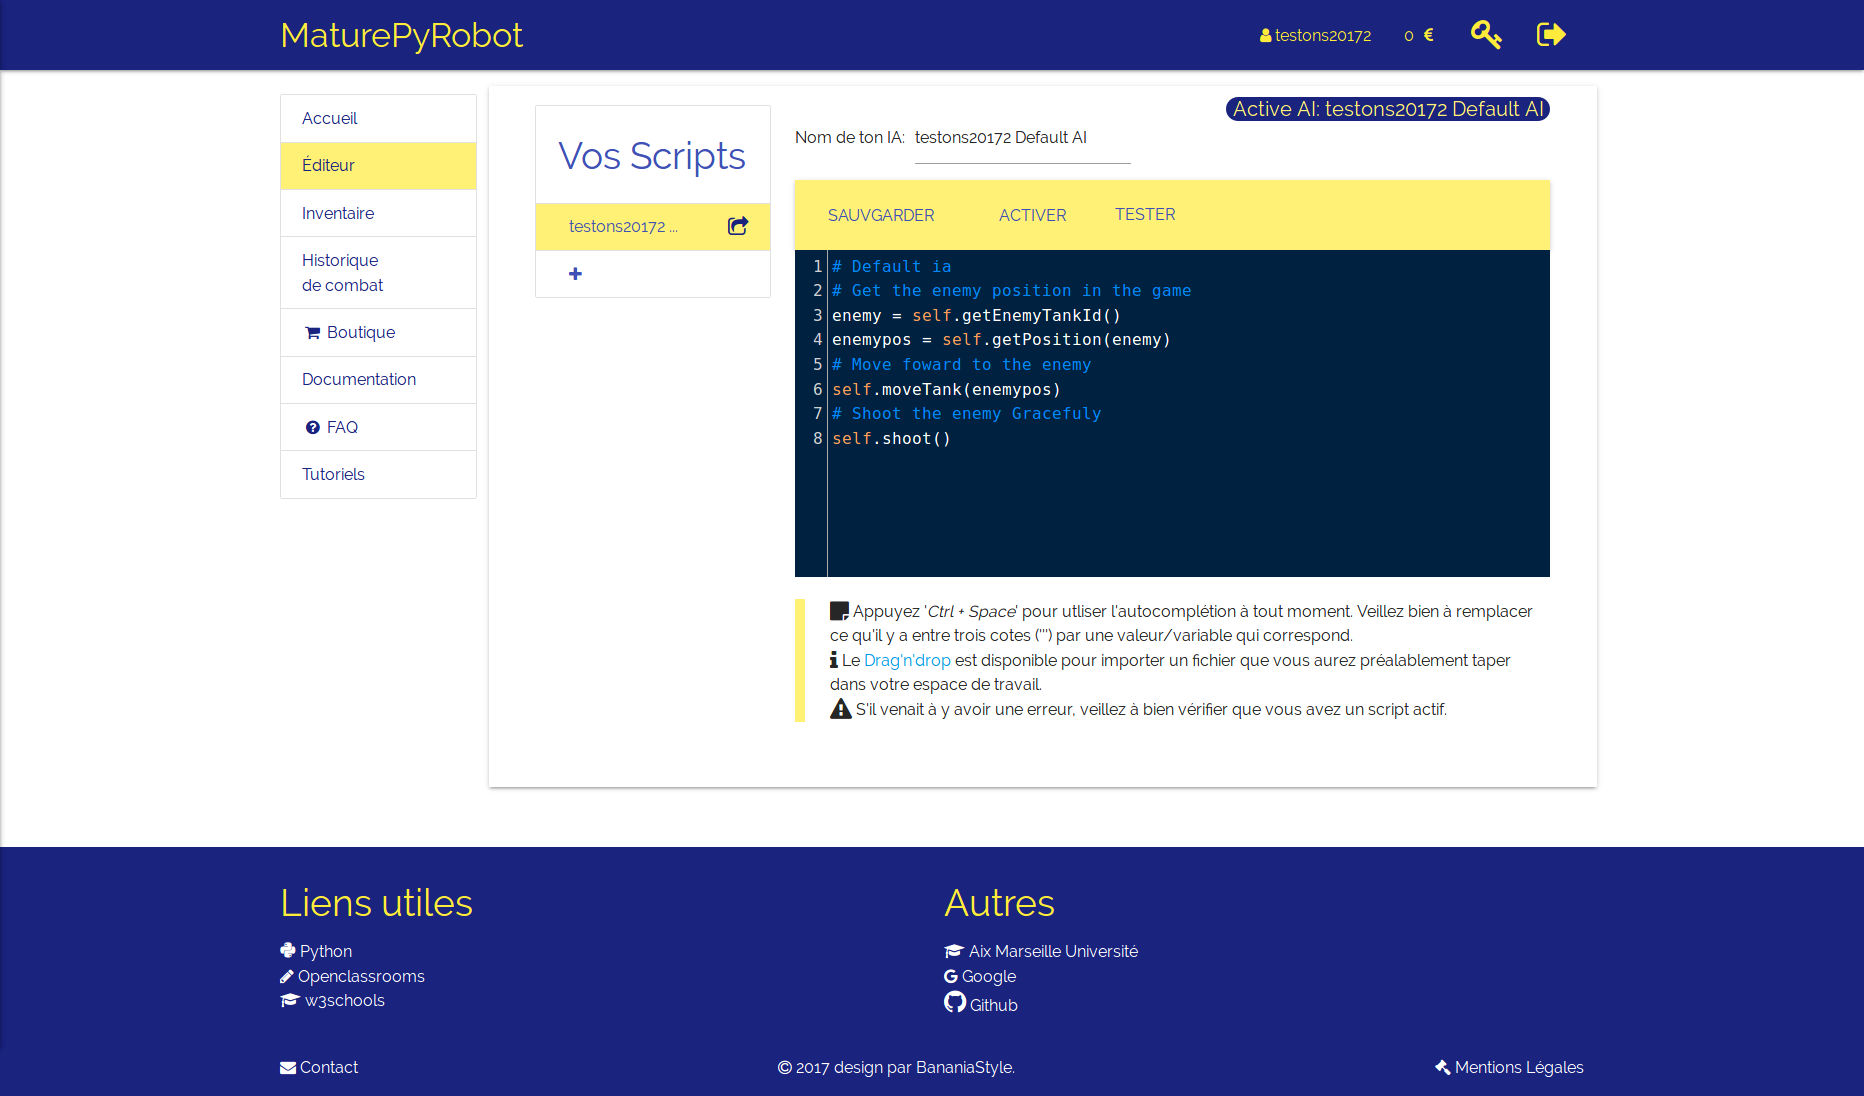 MaturePyRobot
testons20172
0 €
Accueil
Éditeur
Inventaire
Historique
de combat
Boutique
Documentation
FAQ
Tutoriels
Vos Scripts
testons20172 ...
Active AI: testons20172 Default AI
Nom de ton IA: testons20172 Default AI
SAUVGARDER ACTIVER TESTER
1 # Default ia
2 # Get the enemy position in the game
3 enemy = self.getEnemyTankId()
4 enemypos = self.getPosition(enemy)
5 # Move foward to the enemy
6 self.moveTank(enemypos)
7 # Shoot the enemy Gracefuly
8 self.shoot()
Appuyez 'Ctrl + Space' pour utliser l'autocomplétion à tout moment. Veillez bien à remplacer
ce qu'il y a entre trois cotes (''') par une valeur/variable qui correspond.
Le Drag'n'drop est disponible pour importer un fichier que vous aurez préalablement taper
dans votre espace de travail.
S'il venait à y avoir une erreur, veillez à bien vérifier que vous avez un script actif.
Liens utiles
Python
Openclassrooms
w3schools
Autres
Aix Marseille Université
Google
Github
Contact
© 2017 design par BananiaStyle.
Mentions Légales